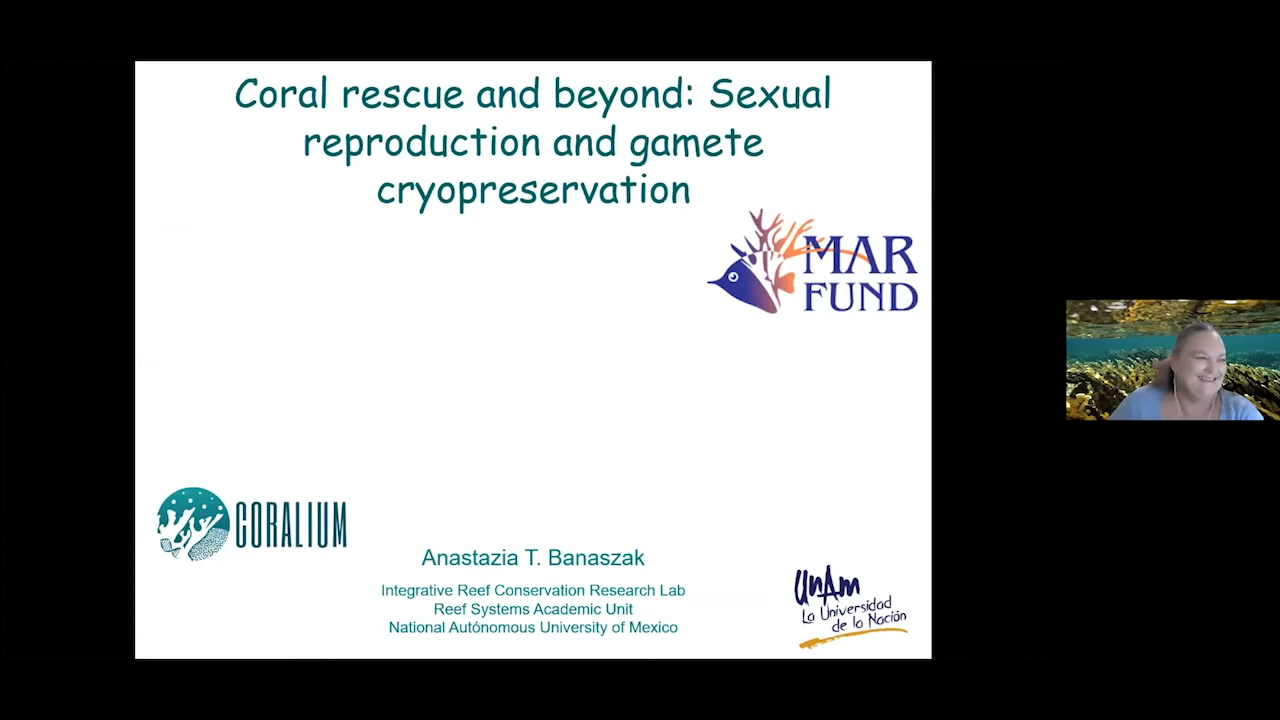 Coral rescue and beyond: Sexual
reproduction and gamete
cryopreservation
MAR
FUND
CORALIUM
Anastazia T. Banaszak
Integrative Reef Conservation Research Lab
Reef Systems Academic Unit
National Autónomous University of Mexico
UnAm
La Universidad
de la Nación